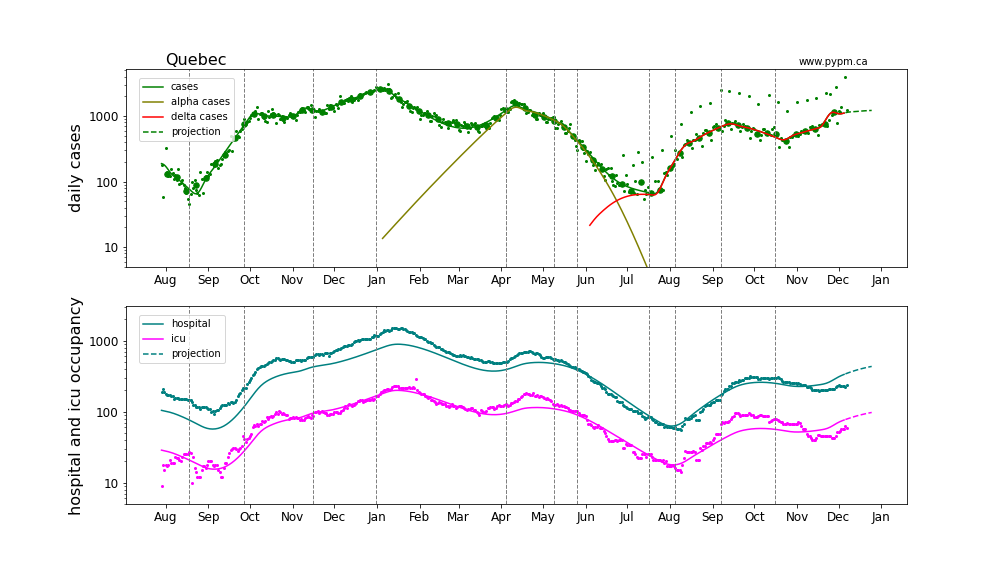 Quebec
www.pypm.ca
daily cases
1000
100
10
cases
alpha cases
delta cases
projection
Aug Sep Oct Nov Dec Jan Feb Mar Apr May Jun Jul Aug Sep Oct Nov Dec Jan
hospital and icu occupancy
1000
100
10
hospital
icu
projection
Aug Sep Oct Nov Dec Jan Feb Mar Apr May Jun Jul Aug Sep Oct Nov Dec Jan